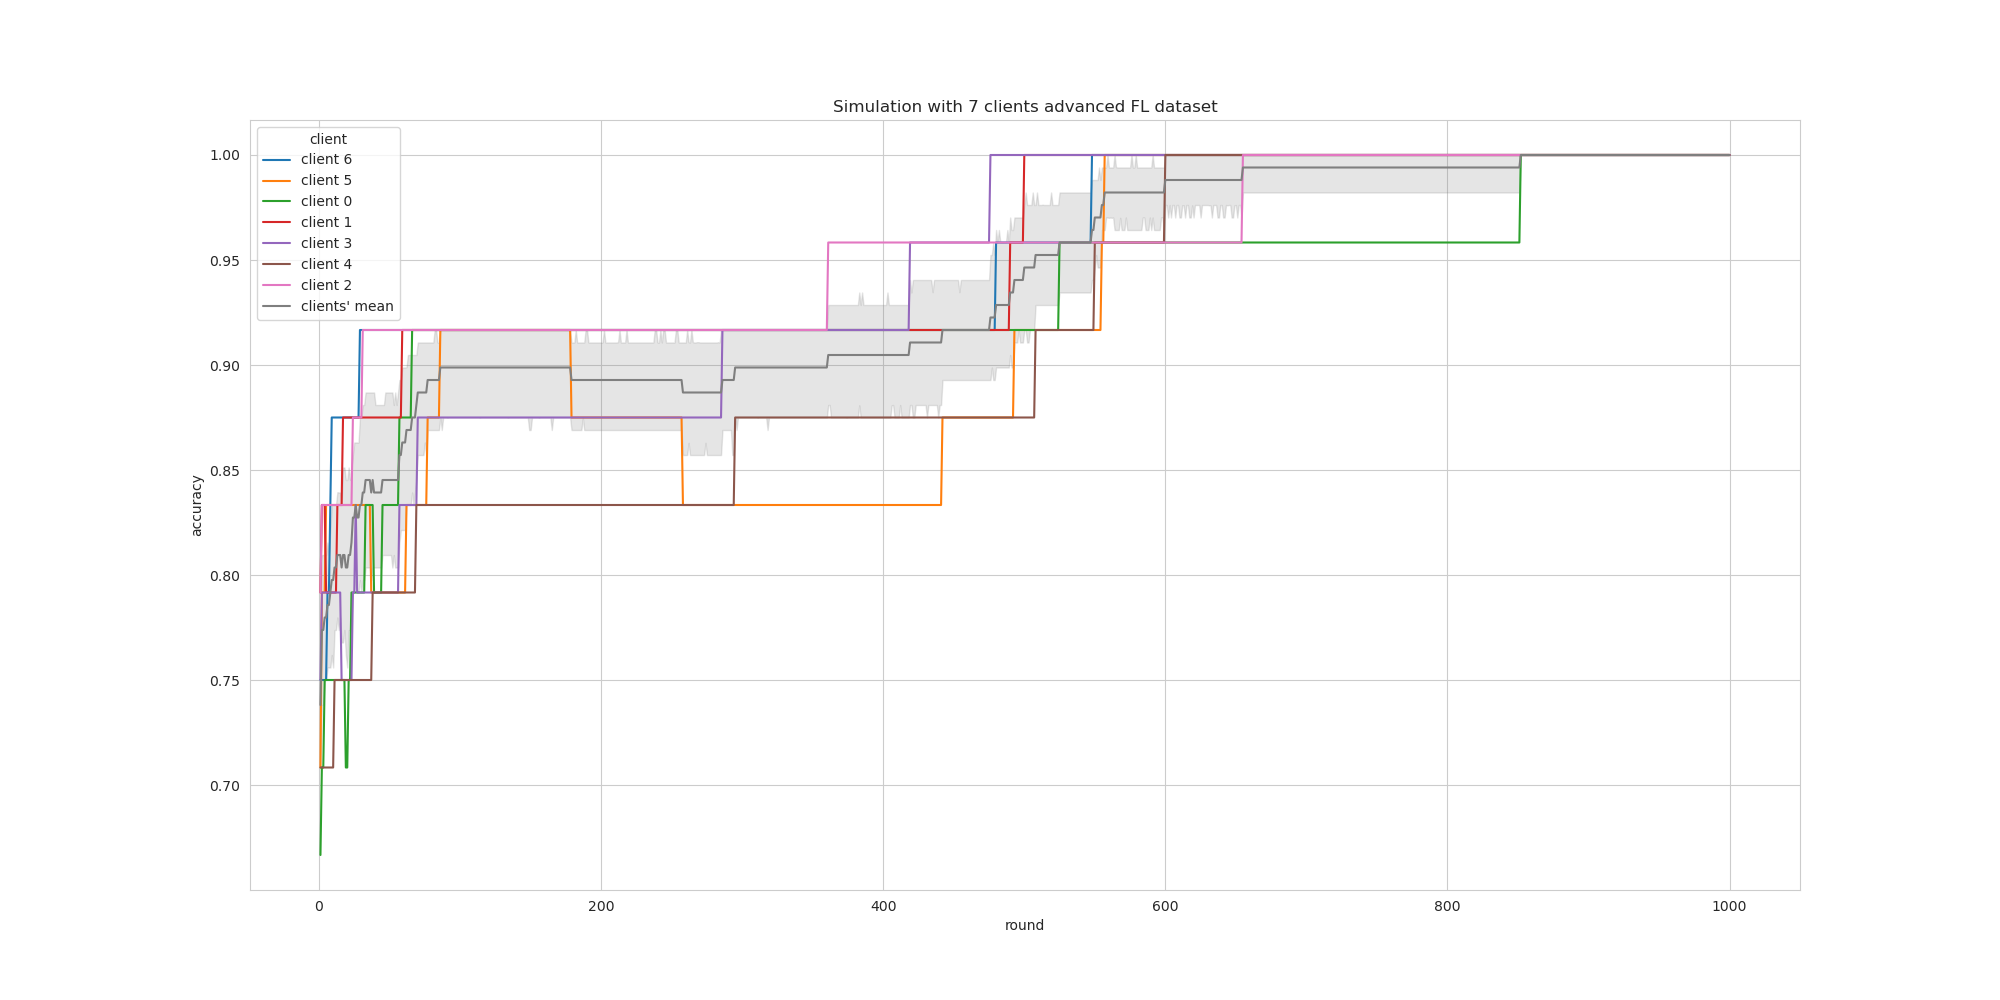 Simulation with 7 clients advanced FL dataset
client
client 6
client 5
client 0
client 1
client 3
client 4
client 2
clients' mean
1.00
0.95
0.90
0.85
0.80
0.75
0.70
accuracy
0 200 400 600 800 1000
round